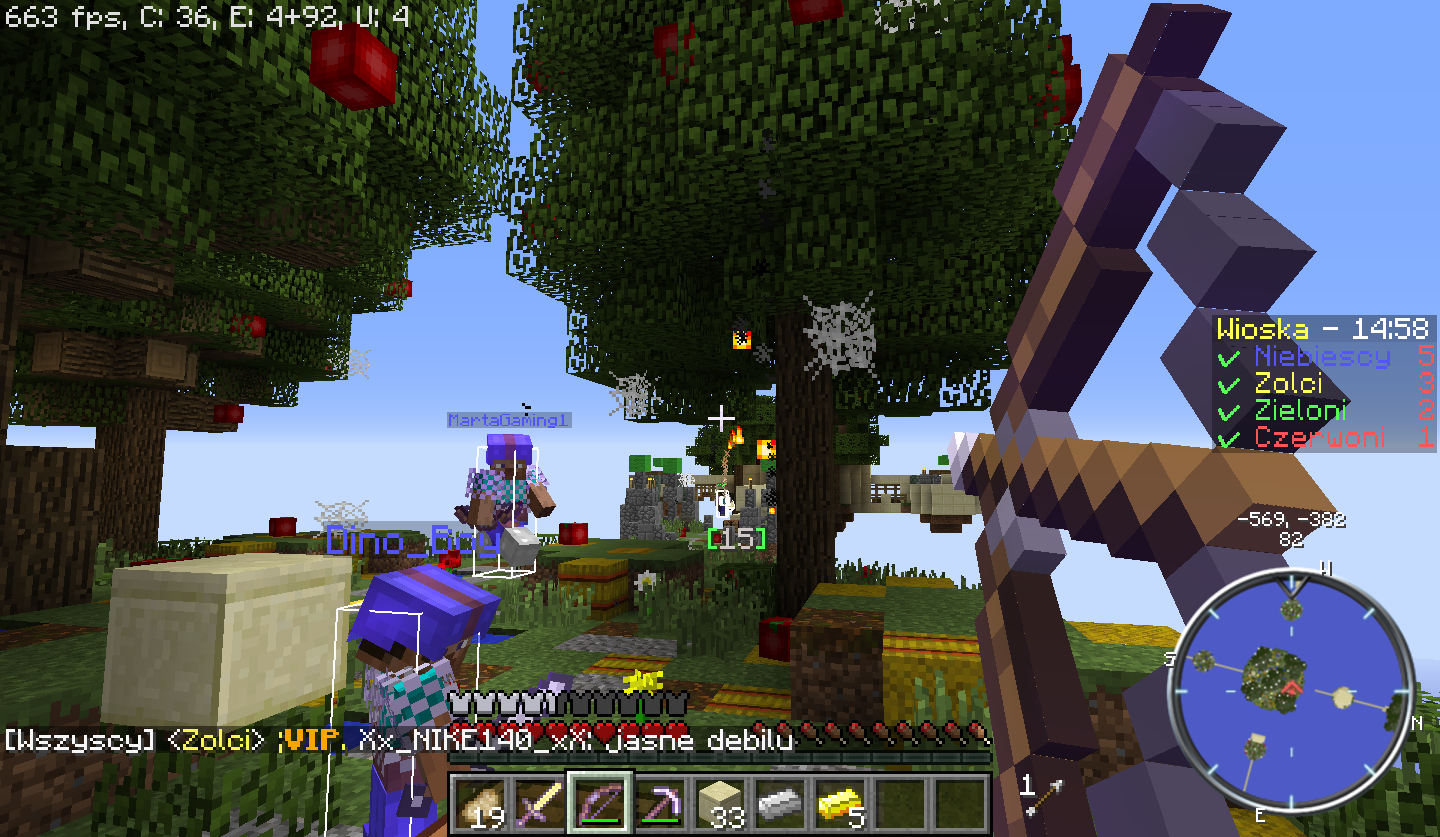 663 fps, C: 36, E: 4+92, U: 4
Wioska - 14:58
✓ Niebiescy 5
✓ Zolci 3
✓ Zieloni 2
✓ Czerwoni 1
MartaGaming1
Dino_Boy
[15]
-569, -382
82
W
S
N
E
[Wszyscy] <Zolci> ;VIP. Xx_NIKE140_xX: jasne debilu
19
33
5
1